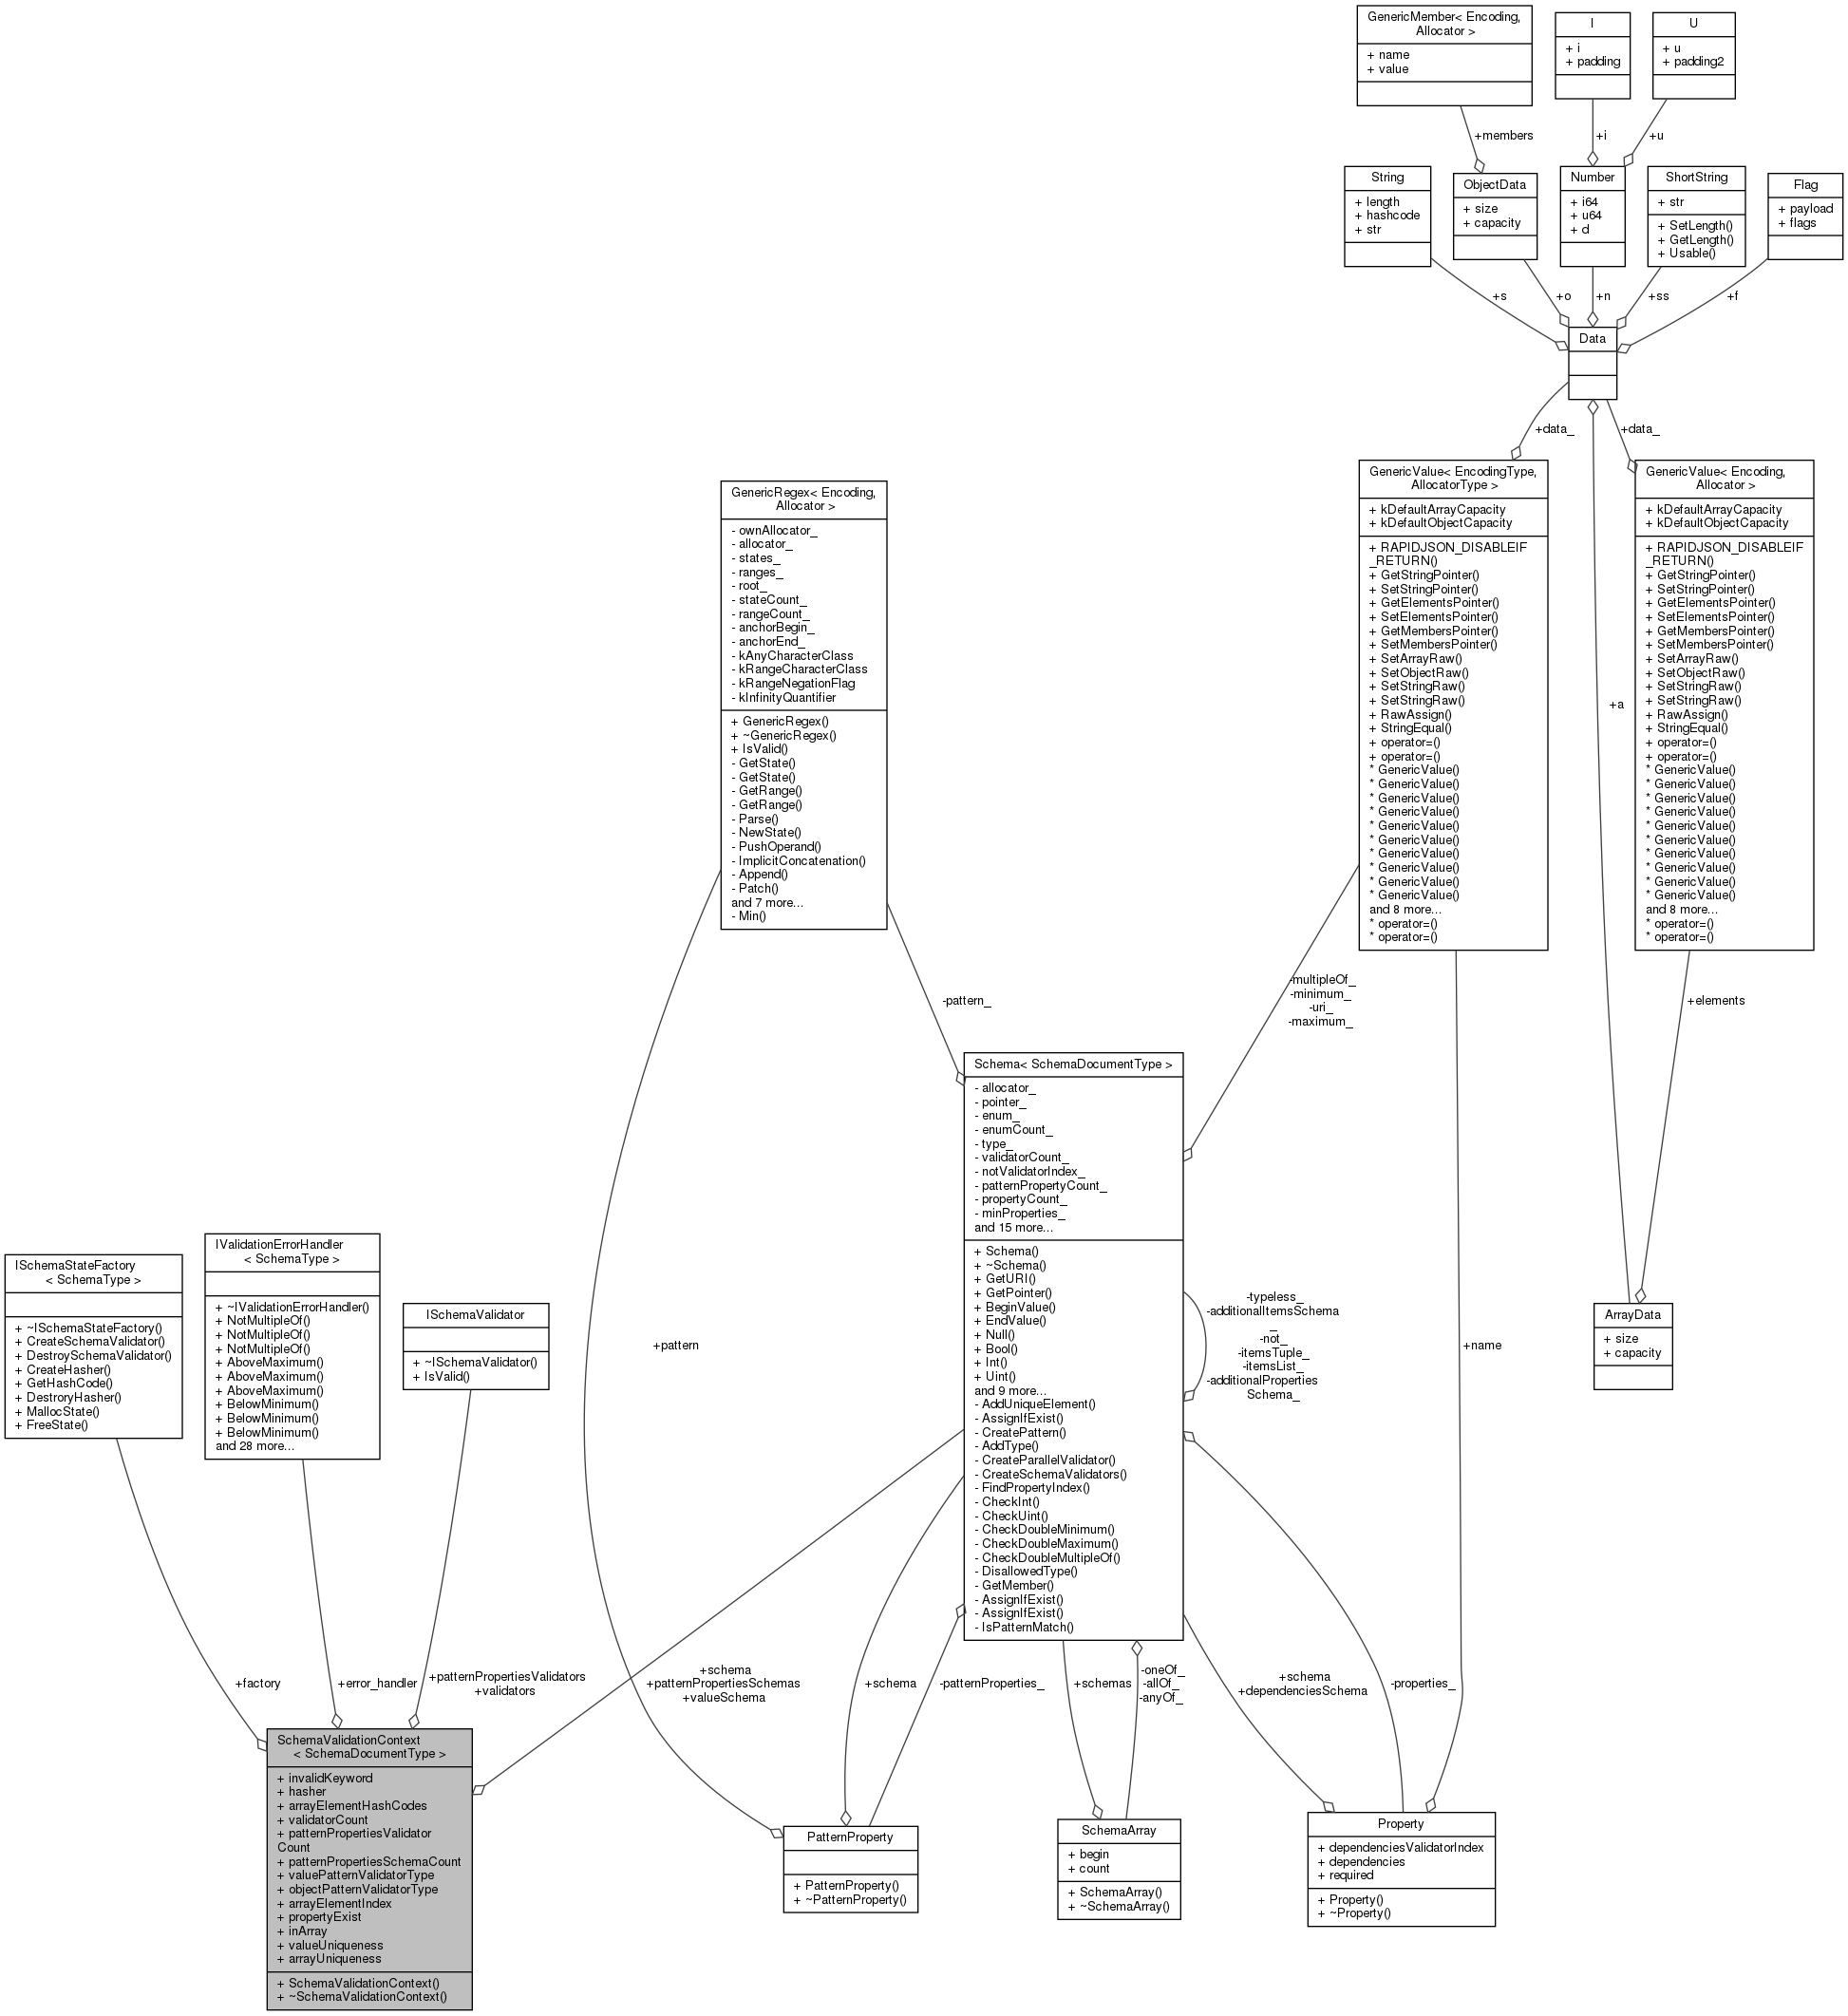 GenericMember< Encoding,
Allocator >
+ name
+ value
I
+ i
+ padding
U
+ u
+ padding2
+members
+i
+u
String
+ length
+ hashcode
+ str
ObjectData
+ size
+ capacity
Number
+ i64
+ u64
+ d
ShortString
+ str
+ SetLength()
+ GetLength()
+ Usable()
Flag
+ payload
+ flags
+s
+o
+n
+ss
+f
Data
+data_
+a
+data_
GenericRegex< Encoding,
Allocator >
- ownAllocator_
- allocator_
- states_
- ranges_
- root_
- stateCount_
- rangeCount_
- anchorBegin_
- anchorEnd_
- kAnyCharacterClass
- kRangeCharacterClass
- kRangeNegationFlag
- kInfinityQuantifier
+ GenericRegex()
+ ~GenericRegex()
+ IsValid()
- GetState()
- GetState()
- GetRange()
- GetRange()
- Parse()
- NewState()
- PushOperand()
- ImplicitConcatenation()
- Append()
- Patch()
and 7 more...
- Min()
GenericValue< EncodingType,
AllocatorType >
+ kDefaultArrayCapacity
+ kDefaultObjectCapacity
+ RAPIDJSON_DISABLEIF
_RETURN()
+ GetStringPointer()
+ SetStringPointer()
+ GetElementsPointer()
+ SetElementsPointer()
+ GetMembersPointer()
+ SetMembersPointer()
+ SetArrayRaw()
+ SetObjectRaw()
+ SetStringRaw()
+ SetStringRaw()
+ RawAssign()
+ StringEqual()
+ operator=()
+ operator=()
* GenericValue()
* GenericValue()
* GenericValue()
* GenericValue()
* GenericValue()
* GenericValue()
* GenericValue()
* GenericValue()
* GenericValue()
* GenericValue()
and 8 more...
* operator=()
* operator=()
GenericValue< Encoding,
Allocator >
+ kDefaultArrayCapacity
+ kDefaultObjectCapacity
+ RAPIDJSON_DISABLEIF
_RETURN()
+ GetStringPointer()
+ SetStringPointer()
+ GetElementsPointer()
+ SetElementsPointer()
+ GetMembersPointer()
+ SetMembersPointer()
+ SetArrayRaw()
+ SetObjectRaw()
+ SetStringRaw()
+ SetStringRaw()
+ RawAssign()
+ StringEqual()
+ operator=()
+ operator=()
* GenericValue()
* GenericValue()
* GenericValue()
* GenericValue()
* GenericValue()
* GenericValue()
* GenericValue()
* GenericValue()
* GenericValue()
* GenericValue()
and 8 more...
* operator=()
* operator=()
-pattern_
-multipleOf_
-minimum_
-uri_
-maximum_
+elements
Schema< SchemaDocumentType >
- allocator_
- pointer_
- enum_
- enumCount_
- type_
- validatorCount_
- notValidatorIndex_
- patternPropertyCount_
- propertyCount_
- minProperties_
and 15 more...
+ Schema()
+ ~Schema()
+ GetURI()
+ GetPointer()
+ BeginValue()
+ EndValue()
+ Null()
+ Bool()
+ Int()
+ Uint()
and 9 more...
- AddUniqueElement()
- AssignIfExist()
- CreatePattern()
- AddType()
- CreateParallelValidator()
- CreateSchemaValidators()
- FindPropertyIndex()
- CheckInt()
- CheckUint()
- CheckDoubleMinimum()
- CheckDoubleMaximum()
- CheckDoubleMultipleOf()
- DisallowedType()
- GetMember()
- AssignIfExist()
- AssignIfExist()
- IsPatternMatch()
ISchemaStateFactory
< SchemaType >
+ ~ISchemaStateFactory()
+ CreateSchemaValidator()
+ DestroySchemaValidator()
+ CreateHasher()
+ GetHashCode()
+ DestroryHasher()
+ MallocState()
+ FreeState()
IValidationErrorHandler
< SchemaType >
+ ~IValidationErrorHandler()
+ NotMultipleOf()
+ NotMultipleOf()
+ NotMultipleOf()
+ AboveMaximum()
+ AboveMaximum()
+ AboveMaximum()
+ BelowMinimum()
+ BelowMinimum()
+ BelowMinimum()
and 28 more...
ISchemaValidator
+ ~ISchemaValidator()
+ IsValid()
+pattern
-typeless_
-additionalItemsSchema
_
-not_
-itemsTuple_
-itemsList_
-additionalProperties
Schema_
+name
ArrayData
+ size
+ capacity
+factory
+error_handler
+patternPropertiesValidators
+validators
+schema
+patternPropertiesSchemas
+valueSchema
+schema
-patternProperties_
+schemas
-oneOf_
-allOf_
-anyOf_
+schema
+dependenciesSchema
-properties_
SchemaValidationContext
< SchemaDocumentType >
+ invalidKeyword
+ hasher
+ arrayElementHashCodes
+ validatorCount
+ patternPropertiesValidator
Count
+ patternPropertiesSchemaCount
+ valuePatternValidatorType
+ objectPatternValidatorType
+ arrayElementIndex
+ propertyExist
+ inArray
+ valueUniqueness
+ arrayUniqueness
+ SchemaValidationContext()
+ ~SchemaValidationContext()
PatternProperty
+ PatternProperty()
+ ~PatternProperty()
SchemaArray
+ begin
+ count
+ SchemaArray()
+ ~SchemaArray()
Property
+ dependenciesValidatorIndex
+ dependencies
+ required
+ Property()
+ ~Property()